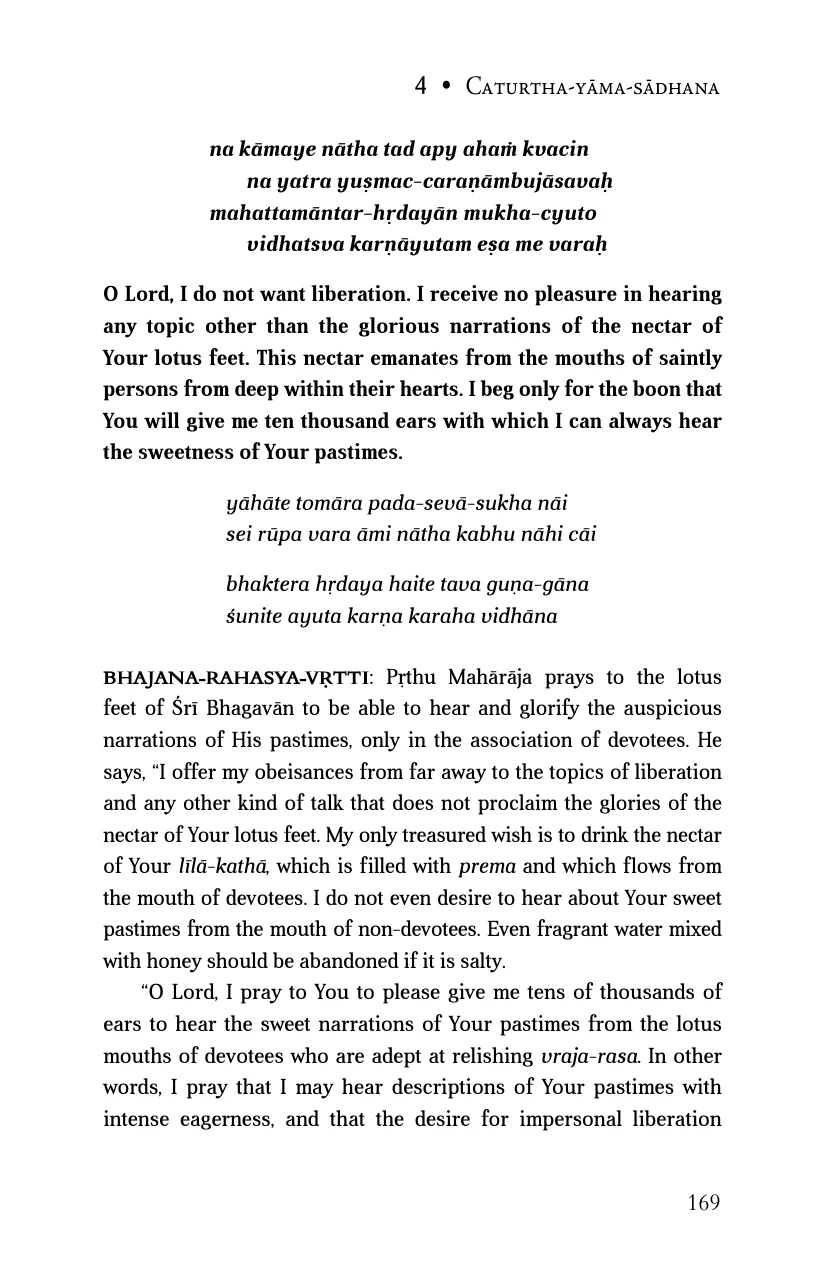 4 • Caturtha-yāma-sādhana
na kāmaye nātha tad apy ahaṁ kvacin
na yatra yuṣmac-caraṇāmbujāsavaḥ
mahattamāntar-hṛdayān mukha-cyuto
vidhatsva karṇāyutam eṣa me varaḥ
O Lord, I do not want liberation. I receive no pleasure in hearing
any topic other than the glorious narrations of the nectar of
Your lotus feet. This nectar emanates from the mouths of saintly
persons from deep within their hearts. I beg only for the boon that
You will give me ten thousand ears with which I can always hear
the sweetness of Your pastimes.
yāhāte tomāra pada-sevā-sukha nāi
sei rūpa vara āmi nātha kabhu nāhi cāi
bhaktera hṛdaya haite tava guṇa-gāna
śunite ayuta karṇa karaha vidhāna
BHAJANA-RAHASYA-VṚTTI: Pṛthu Mahārāja prays to the lotus
feet of Śrī Bhagavān to be able to hear and glorify the auspicious
narrations of His pastimes, only in the association of devotees. He
says, “I offer my obeisances from far away to the topics of liberation
and any other kind of talk that does not proclaim the glories of the
nectar of Your lotus feet. My only treasured wish is to drink the nectar
of Your līlā-kathā, which is filled with prema and which flows from
the mouth of devotees. I do not even desire to hear about Your sweet
pastimes from the mouth of non-devotees. Even fragrant water mixed
with honey should be abandoned if it is salty.
“O Lord, I pray to You to please give me tens of thousands of
ears to hear the sweet narrations of Your pastimes from the lotus
mouths of devotees who are adept at relishing vraja-rasa. In other
words, I pray that I may hear descriptions of Your pastimes with
intense eagerness, and that the desire for impersonal liberation
169